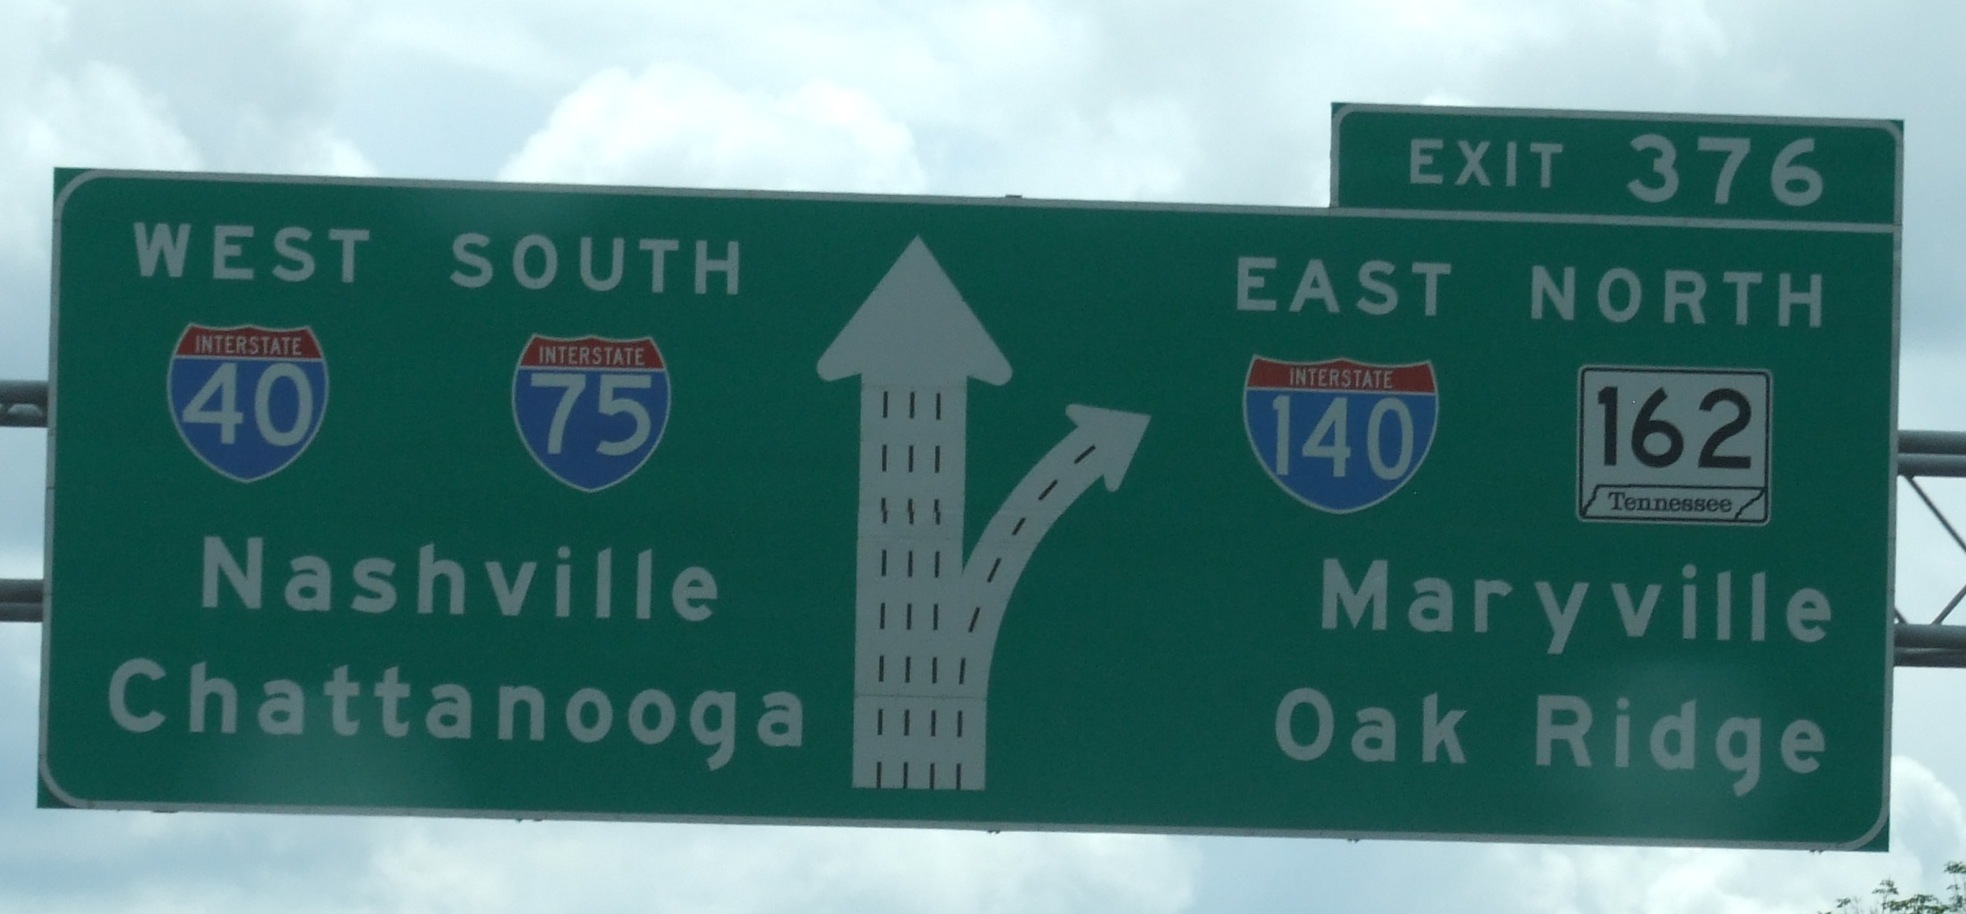 EXIT 376
WEST SOUTH
INTERSTATE 40
INTERSTATE 75
Nashville
Chattanooga
EAST NORTH
INTERSTATE 140
162 Tennessee
Maryville
Oak Ridge